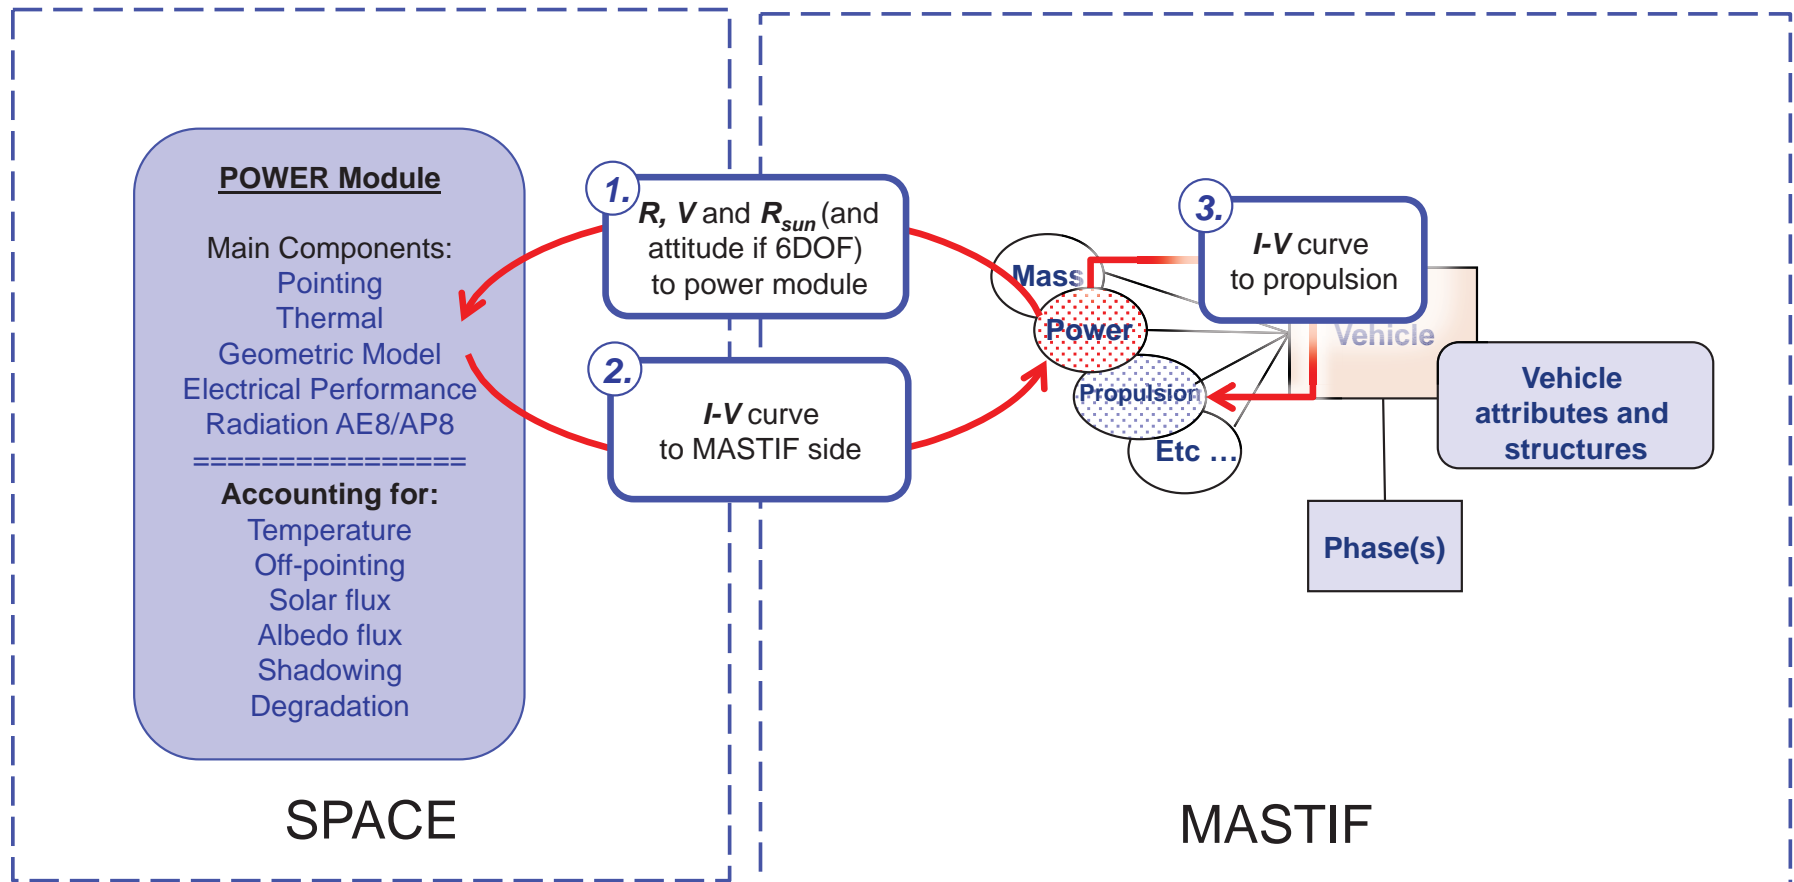 POWER Module
Main Components:
Pointing
Thermal
Geometric Model
Electrical Performance
Radiation AE8/AP8
================
Accounting for:
Temperature
Off-pointing
Solar flux
Albedo flux
Shadowing
Degradation
SPACE
1.
R, V and Rsun (and
attitude if 6DOF)
to power module
2.
I-V curve
to MASTIF side
3.
I-V curve
to propulsion
Mass
Power
Propulsion
Etc …
Vehicle
Vehicle
attributes and
structures
Phase(s)
MASTIF